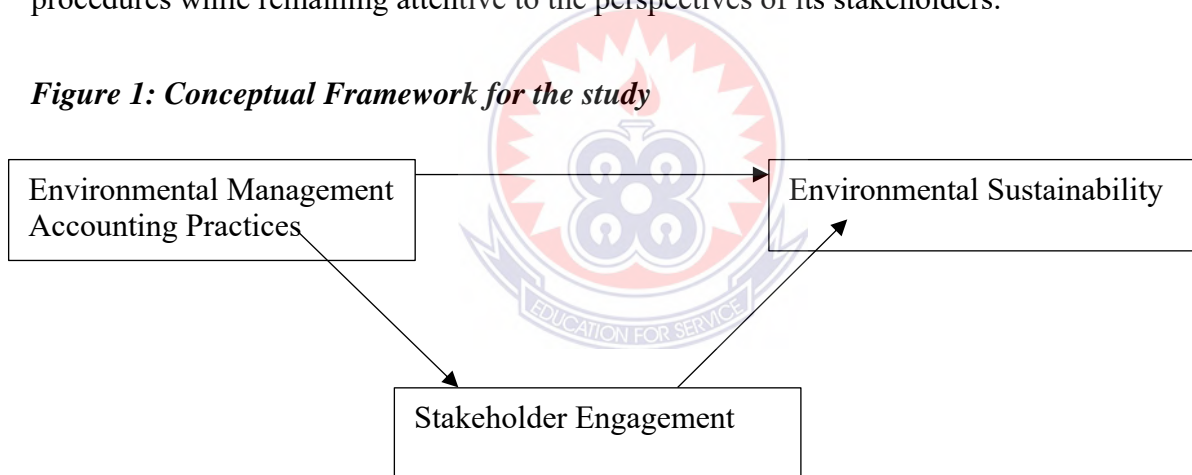 procedures while remaining attentive to the perspectives of its stakeholders.
Figure 1: Conceptual Framework for the study
Environmental Management
Accounting Practices
Environmental Sustainability
EDUCATION FOR SERVICE
Stakeholder Engagement